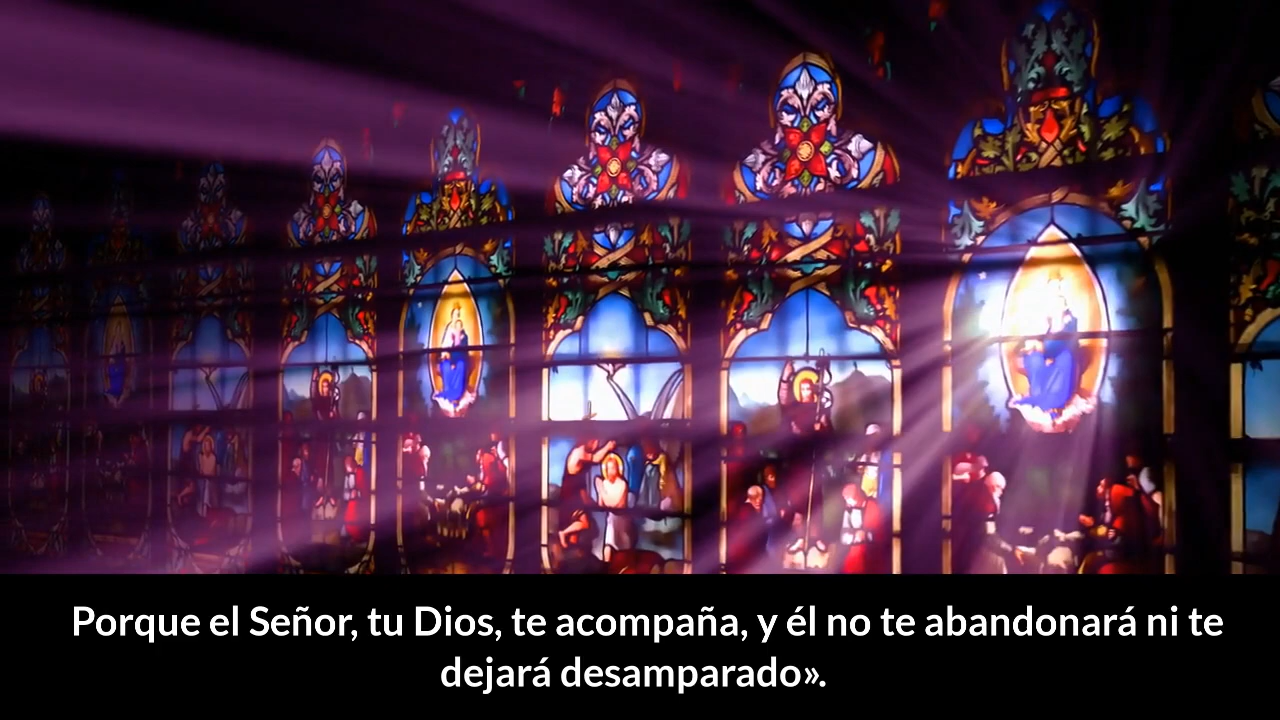 Porque el Señor, tu Dios, te acompaña, y él no te abandonará ni te
dejará desamparado».